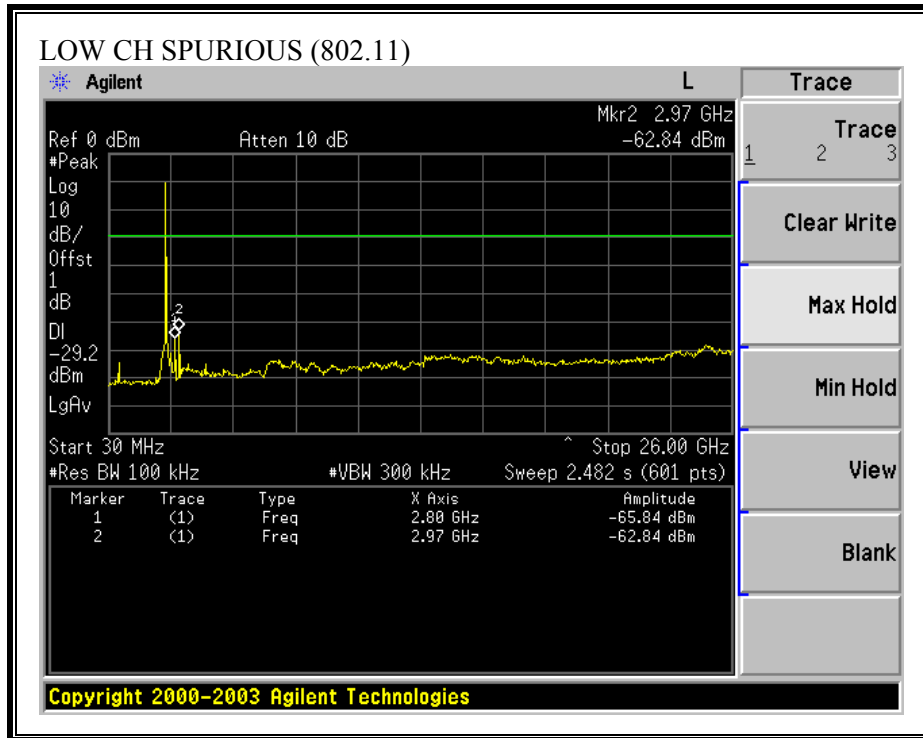 LOW CH SPURIOUS (802.11)
Agilent L Trace
Mkr2 2.97 GHz
Ref 0 dBm Atten 10 dB -62.84 dBm
Trace
1 2 3
#Peak
Log
10
dB/
Offst
1
dB
DI
-29.2
dBm
LgAv
1
2
Clear Write
Max Hold
Min Hold
View
Blank
Start 30 MHz ^ Stop 26.00 GHz
#Res BW 100 kHz #VBW 300 kHz Sweep 2.482 s (601 pts)
Marker Trace Type X Axis Amplitude
1 (1) Freq 2.80 GHz -65.84 dBm
2 (1) Freq 2.97 GHz -62.84 dBm
Copyright 2000-2003 Agilent Technologies